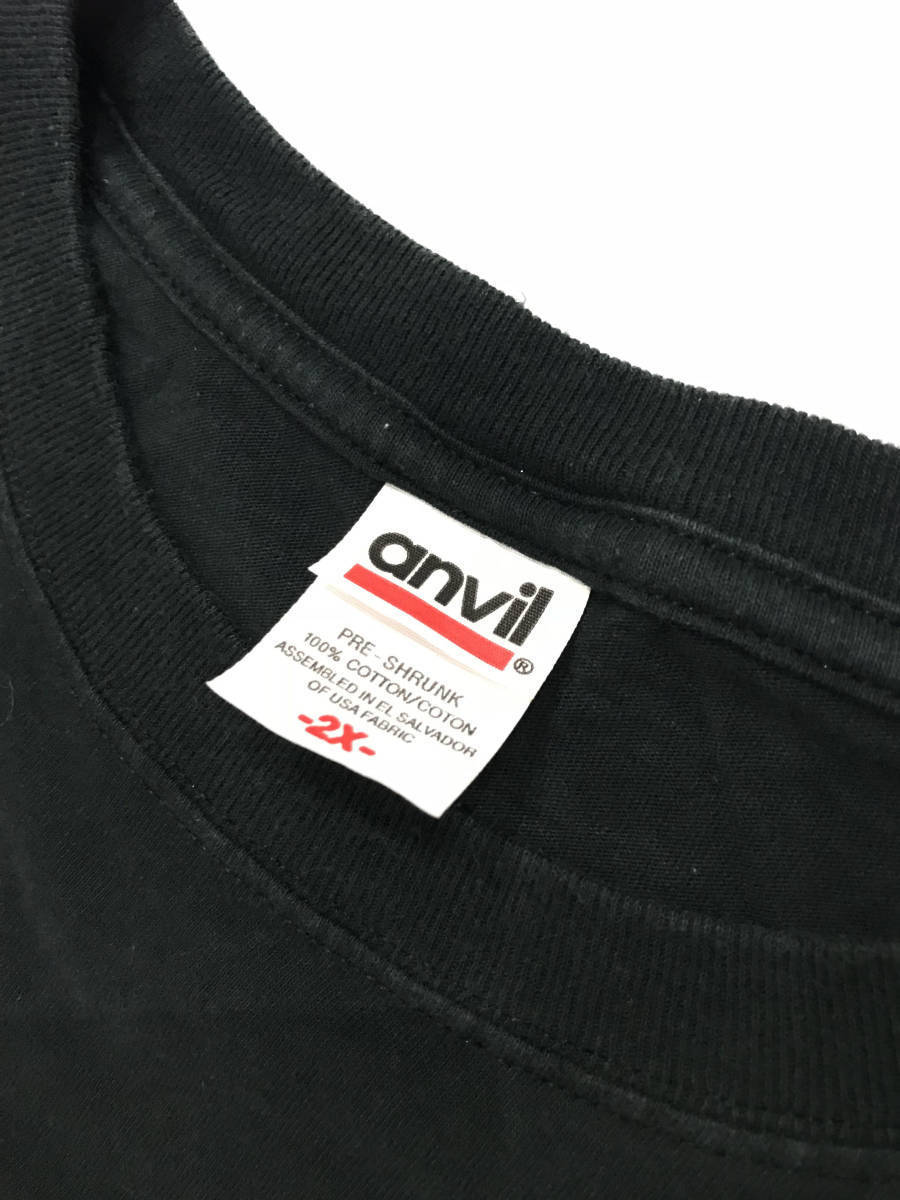 anvil
®
PRE-SHRUNK
100% COTTON/COTON
ASSEMBLED IN EL SALVADOR
OF USA FABRIC
-2X-